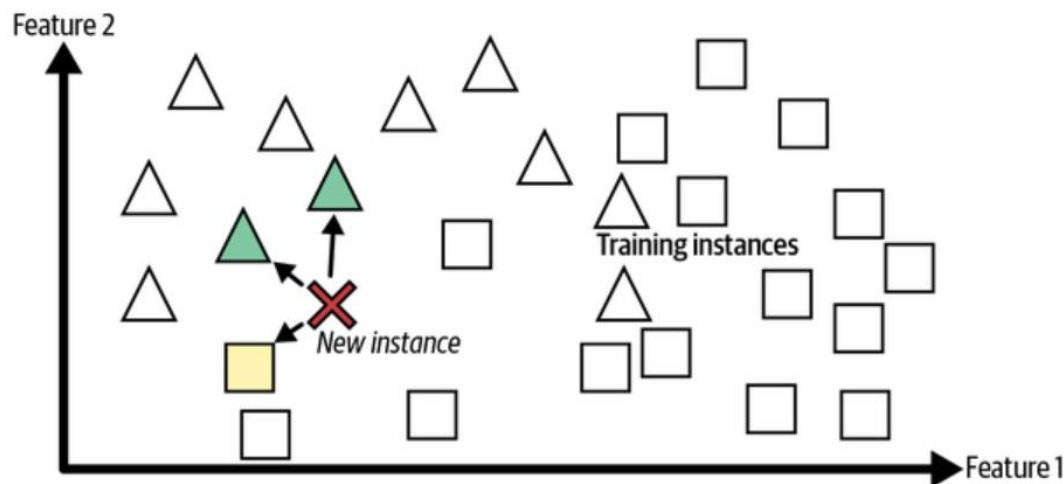 Feature 2
Training instances
New instance
Feature 1